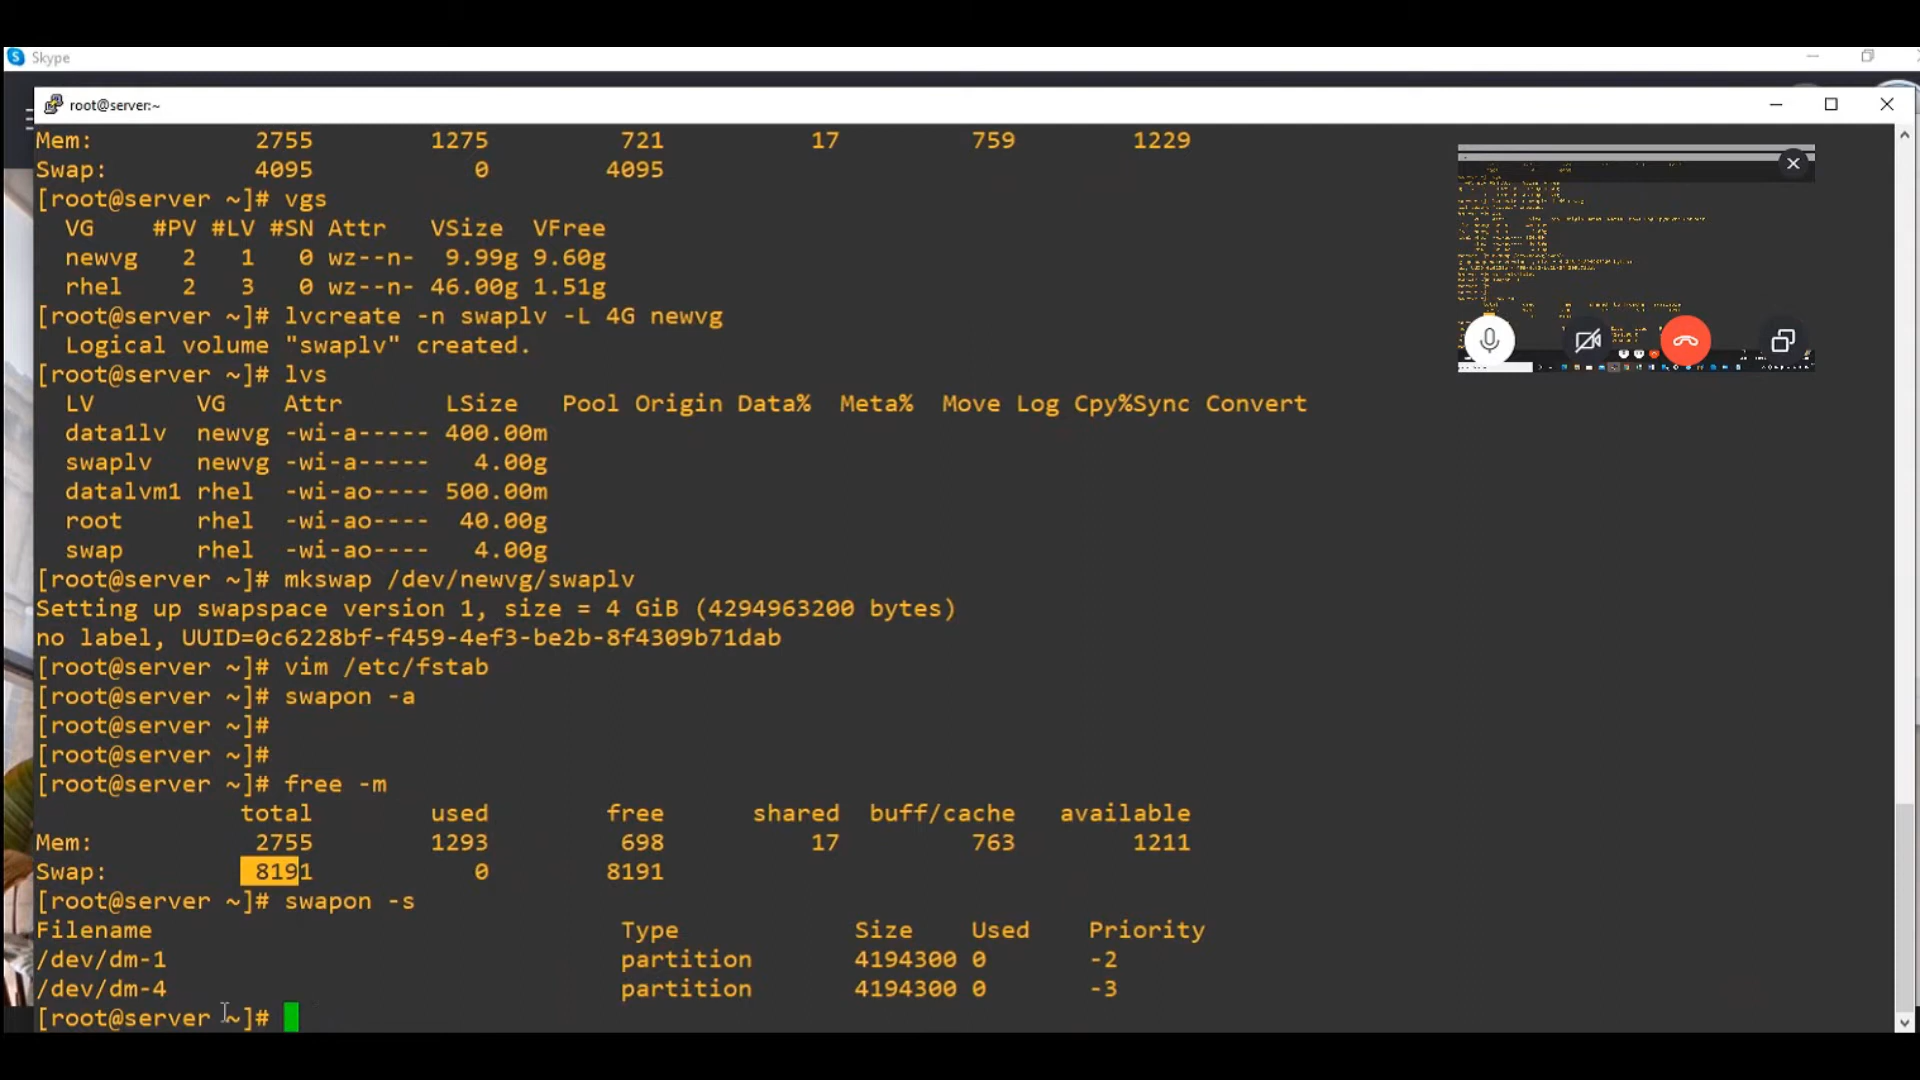 Skype
root@server:~
Mem: 2755 1275 721 17 759 1229
Swap: 4095 0 4095
[root@server ~]# vgs
VG #PV #LV #SN Attr VSize VFree
newvg 2 1 0 wz--n- 9.99g 9.60g
rhel 2 3 0 wz--n- 46.00g 1.51g
[root@server ~]# lvcreate -n swaplv -L 4G newvg
Logical volume "swaplv" created.
[root@server ~]# lvs
LV VG Attr LSize Pool Origin Data% Meta% Move Log Cpy%Sync Convert
data1lv newvg -wi-a----- 400.00m
swaplv newvg -wi-a----- 4.00g
datalvm1 rhel -wi-ao---- 500.00m
root rhel -wi-ao---- 40.00g
swap rhel -wi-ao---- 4.00g
[root@server ~]# mkswap /dev/newvg/swaplv
Setting up swapspace version 1, size = 4 GiB (4294963200 bytes)
no label, UUID=0c6228bf-f459-4ef3-be2b-8f4309b71dab
[root@server ~]# vim /etc/fstab
[root@server ~]# swapon -a
[root@server ~]#
[root@server ~]#
[root@server ~]# free -m
total used free shared buff/cache available
Mem: 2755 1293 698 17 763 1211
Swap: 8191 0 8191
[root@server ~]# swapon -s
Filename Type Size Used Priority
/dev/dm-1 partition 4194300 0 -2
/dev/dm-4 partition 4194300 0 -3
[root@server ~]#